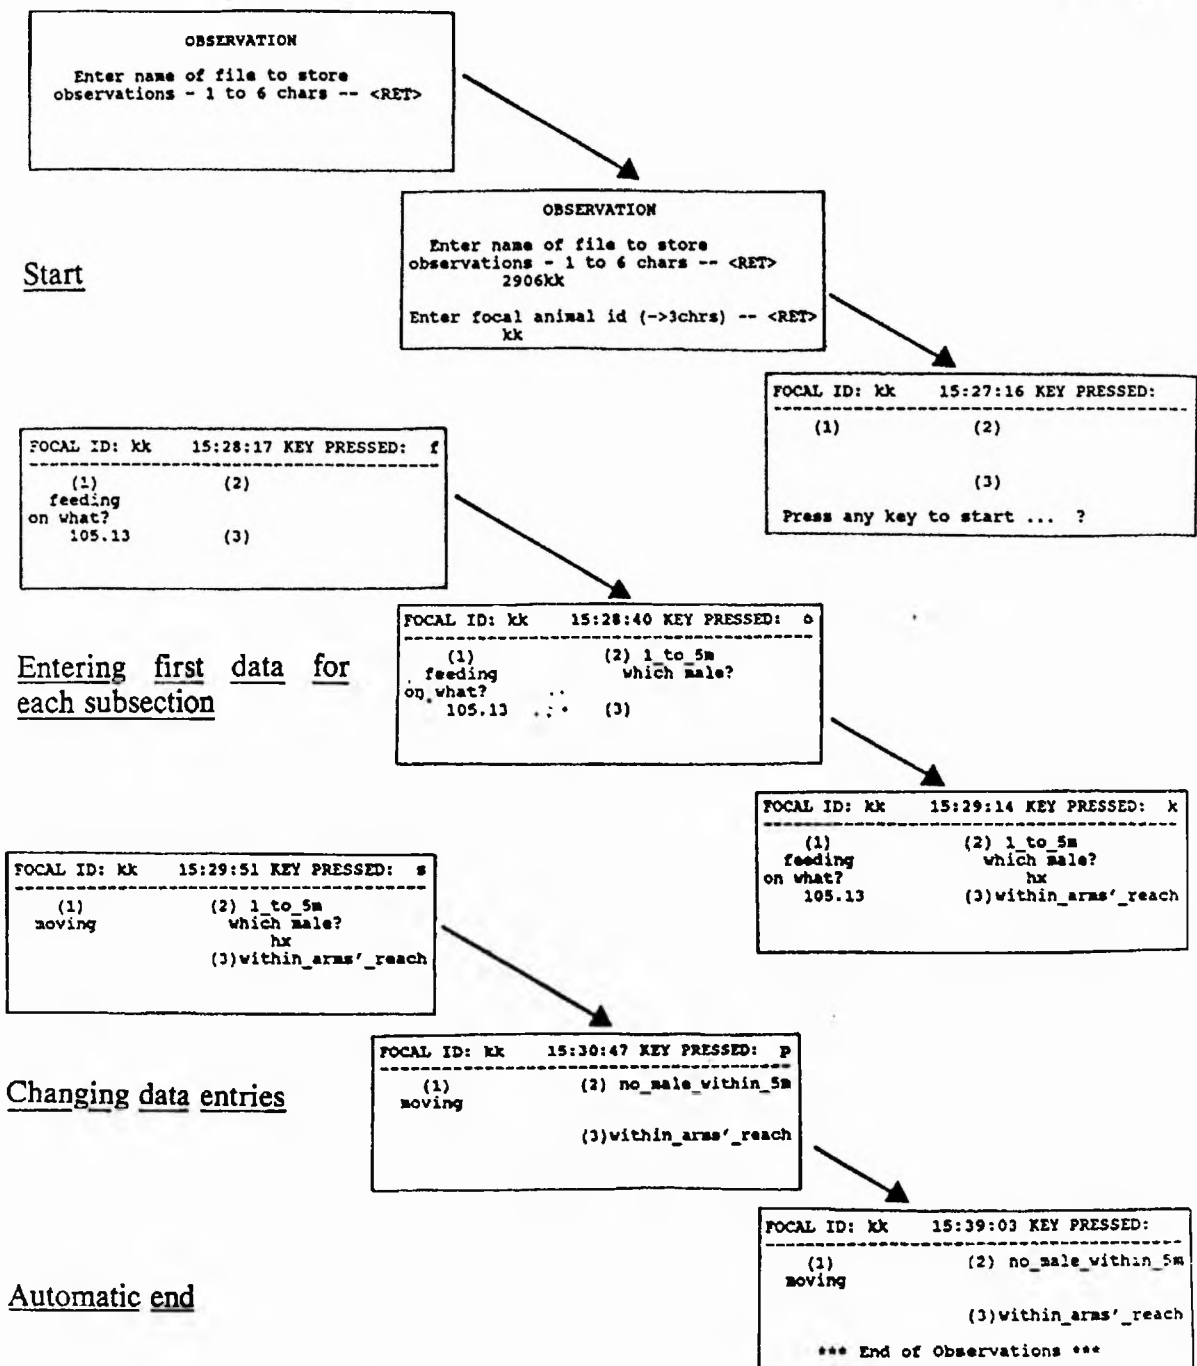 OBSERVATION
Enter name of file to store
observations - 1 to 6 chars -- <RET>
OBSERVATION
Enter name of file to store
observations - 1 to 6 chars -- <RET>
2906kk
Enter focal animal id (->3chrs) -- <RET>
kk
Start
FOCAL ID: kk 15:27:16 KEY PRESSED:
(1) (2)
(3)
Press any key to start ... ?
FOCAL ID: kk 15:28:17 KEY PRESSED: f
(1) (2)
feeding
on what?
105.13 (3)
FOCAL ID: kk 15:28:40 KEY PRESSED: o
(1) (2) 1_to_5m
feeding which male?
on what?
105.13 (3)
Entering first data for
each subsection
FOCAL ID: kk 15:29:14 KEY PRESSED: k
(1) (2) 1_to_5m
feeding which male?
on what? hx
105.13 (3)within_arms'_reach
FOCAL ID: kk 15:29:51 KEY PRESSED: s
(1) (2) 1_to_5m
moving which male?
hx
(3)within_arms'_reach
FOCAL ID: kk 15:30:47 KEY PRESSED: p
(1) (2) no_male_within_5m
moving
(3)within_arms'_reach
Changing data entries
FOCAL ID: kk 15:39:03 KEY PRESSED:
(1) (2) no_male_within_5m
moving
(3)within_arms'_reach
*** End of Observations ***
Automatic end